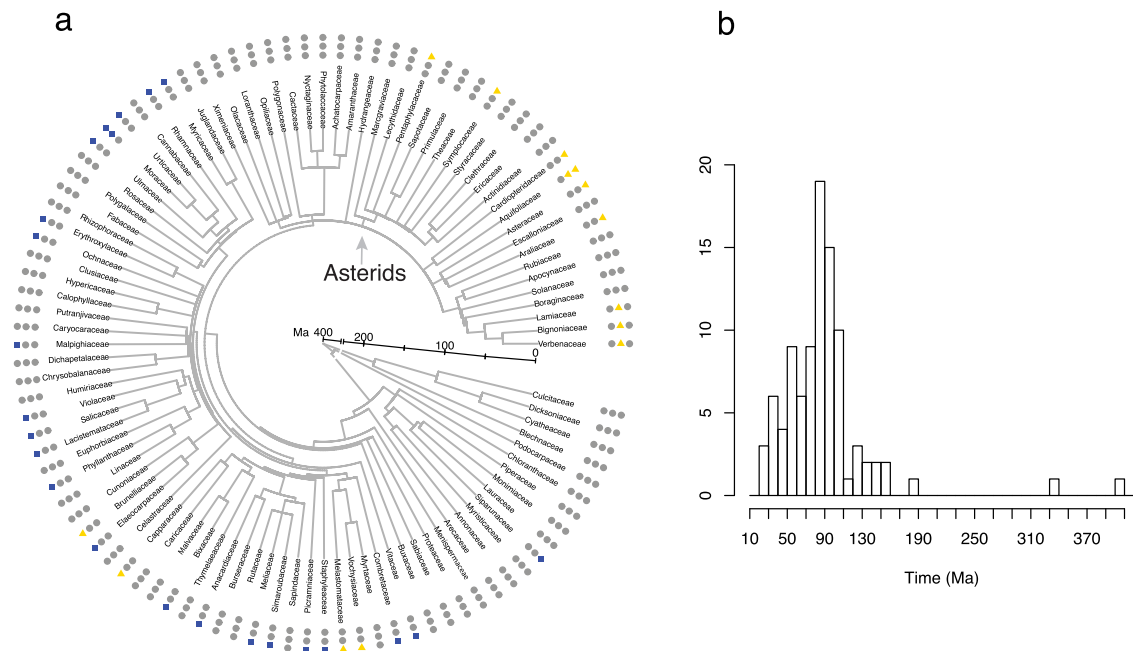 a
b
Culcitaceae
Dicksoniaceae
Cyatheaceae
Blechnaceae
Podocarpaceae
Chloranthaceae
Piperaceae
Monimiaceae
Lauraceae
Siparunaceae
Myristicaceae
Annonaceae
Arecaceae
Menispermaceae
Proteaceae
Sabiaceae
Buxaceae
Vitaceae
Combretaceae
Myrtaceae
Vochysiaceae
Melastomataceae
Staphyleaceae
Picramniaceae
Sapindaceae
Simaroubaceae
Meliaceae
Rutaceae
Burseraceae
Anacardiaceae
Thymelaeaceae
Bixaceae
Malvaceae
Caricaceae
Capparaceae
Celastraceae
Elaeocarpaceae
Brunelliaceae
Cunoniaceae
Linaceae
Phyllanthaceae
Euphorbiaceae
Lacistemataceae
Salicaceae
Violaceae
Humiriaceae
Chrysobalanaceae
Dichapetalaceae
Malpighiaceae
Caryocaraceae
Putranjivaceae
Calophyllaceae
Hypericaceae
Clusiaceae
Ochnaceae
Erythroxylaceae
Rhizophoraceae
Fabaceae
Polygalaceae
Rosaceae
Ulmaceae
Moraceae
Urticaceae
Cannabaceae
Rhamnaceae
Myricaceae
Juglandaceae
Ximeniaceae
Olacaceae
Loranthaceae
Opiliaceae
Polygonaceae
Cactaceae
Nyctaginaceae
Phytolaccaceae
Achatocarpaceae
Amaranthaceae
Hydrangeaceae
Marcgraviaceae
Lecythidaceae
Pentaphylacaceae
Sapotaceae
Primulaceae
Theaceae
Symplocaceae
Styracaceae
Clethraceae
Ericaceae
Actinidiaceae
Cardiopteridaceae
Aquifoliaceae
Asteraceae
Escalloniaceae
Araliaceae
Rubiaceae
Apocynaceae
Solanaceae
Boraginaceae
Lamiaceae
Bignoniaceae
Verbenaceae
Asterids
Ma 400 200 100 0
20
15
10
5
0
10 50 90 130 190 250 310 370
Time (Ma)